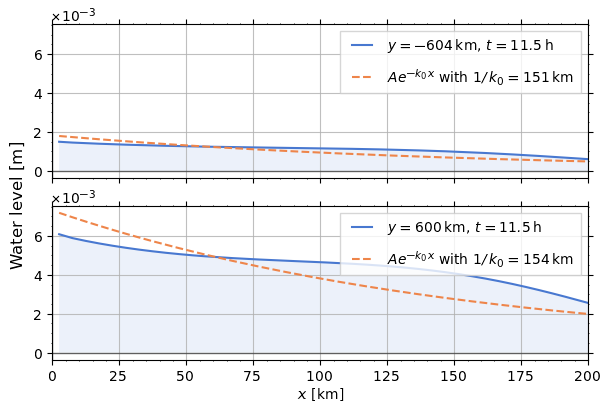 ×10⁻³
6
4
2
0
y = −604 km, t = 11.5 h
Ae^{−k₀x} with 1/k₀ = 151 km
×10⁻³
6
4
2
0
y = 600 km, t = 11.5 h
Ae^{−k₀x} with 1/k₀ = 154 km
Water level [m]
0 25 50 75 100 125 150 175 200
x [km]